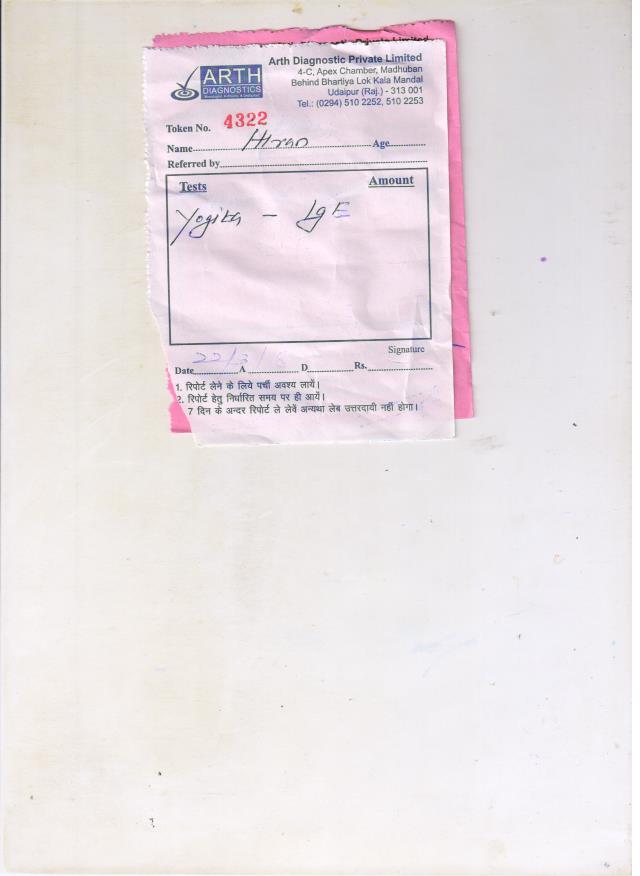 Arth Diagnostic Private Limited
4-C, Apex Chamber, Madhuban
Behind Bhartiya Lok Kala Mandal
Udaipur (Raj.) - 313 001
Tel.: (0294) 510 2252, 510 2253
ARTH
DIAGNOSTICS
Token No. 4322
Name Hiran Age
Referred by
Tests Amount
Yogita - IgE
Signature
Date 22/3/ A D Rs.
1. रिपोर्ट लेने के लिये पर्ची अवश्य लायें।
2. रिपोर्ट हेतु निर्धारित समय पर ही आयें।
7 दिन के अन्दर रिपोर्ट ले लेवें अन्यथा लेब उत्तरदायी नहीं होगा।